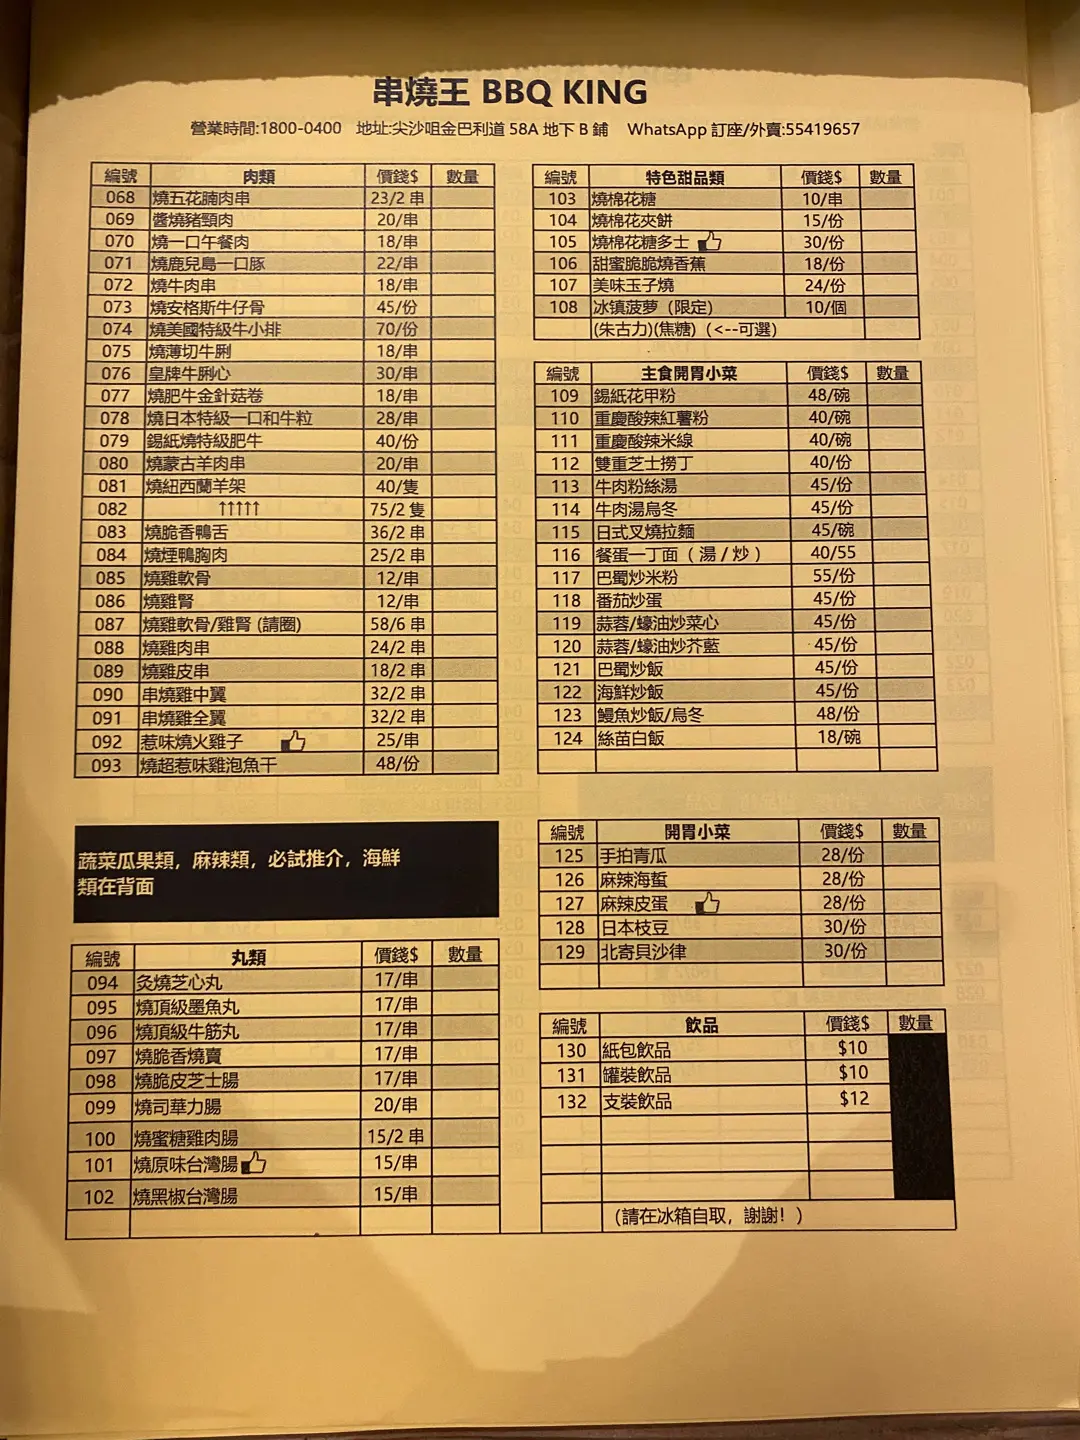 串燒王 BBQ KING
營業時間:1800-0400 地址:尖沙咀金巴利道 58A 地下 B 鋪 WhatsApp 訂座/外賣:55419657
編號 肉類 價錢$ 數量
068 燒五花腩肉串 23/2 串
069 醬燒豬頸肉 20/串
070 燒一口午餐肉 18/串
071 燒鹿兒島一口豚 22/串
072 燒牛肉串 18/串
073 燒安格斯牛仔骨 45/份
074 燒美國特級牛小排 70/份
075 燒薄切牛脷 18/串
076 皇牌牛脷心 30/串
077 燒肥牛金針菇卷 18/串
078 燒日本特級一口和牛粒 28/串
079 錫紙燒特級肥牛 40/份
080 燒蒙古羊肉串 20/串
081 燒紐西蘭羊架 40/隻
082 ↑↑↑↑↑ 75/2 隻
083 燒脆香鴨舌 36/2 串
084 燒煙鴨胸肉 25/2 串
085 燒雞軟骨 12/串
086 燒雞腎 12/串
087 燒雞軟骨/雞腎 (請圈) 58/6 串
088 燒雞肉串 24/2 串
089 燒雞皮串 18/2 串
090 串燒雞中翼 32/2 串
091 串燒雞全翼 32/2 串
092 惹味燒火雞子 25/串
093 燒超惹味雞泡魚干 48/份
蔬菜瓜果類，麻辣類，必試推介，海鮮
類在背面
編號 丸類 價錢$ 數量
094 灸燒芝心丸 17/串
095 燒頂級墨魚丸 17/串
096 燒頂級牛筋丸 17/串
097 燒脆香燒賣 17/串
098 燒脆皮芝士腸 17/串
099 燒司華力腸 20/串
100 燒蜜糖雞肉腸 15/2 串
101 燒原味台灣腸 15/串
102 燒黑椒台灣腸 15/串
編號 特色甜品類 價錢$ 數量
103 燒棉花糖 10/串
104 燒棉花夾餅 15/份
105 燒棉花糖多士 30/份
106 甜蜜脆脆燒香蕉 18/份
107 美味玉子燒 24/份
108 冰镇菠萝（限定） 10/個
(朱古力)(焦糖)（<--可選）
編號 主食開胃小菜 價錢$ 數量
109 錫紙花甲粉 48/碗
110 重慶酸辣紅薯粉 40/碗
111 重慶酸辣米線 40/碗
112 雙重芝士撈丁 40/份
113 牛肉粉絲湯 45/份
114 牛肉湯烏冬 45/份
115 日式叉燒拉麵 45/碗
116 餐蛋一丁面（湯 / 炒 ） 40/55
117 巴蜀炒米粉 55/份
118 番茄炒蛋 45/份
119 蒜蓉/蠔油炒菜心 45/份
120 蒜蓉/蠔油炒芥藍 45/份
121 巴蜀炒飯 45/份
122 海鮮炒飯 45/份
123 鰻魚炒飯/烏冬 48/份
124 絲苗白飯 18/碗
編號 開胃小菜 價錢$ 數量
125 手拍青瓜 28/份
126 麻辣海蜇 28/份
127 麻辣皮蛋 28/份
128 日本枝豆 30/份
129 北寄貝沙律 30/份
編號 飲品 價錢$ 數量
130 紙包飲品 $10
131 罐裝飲品 $10
132 支裝飲品 $12
（請在冰箱自取，謝謝！）